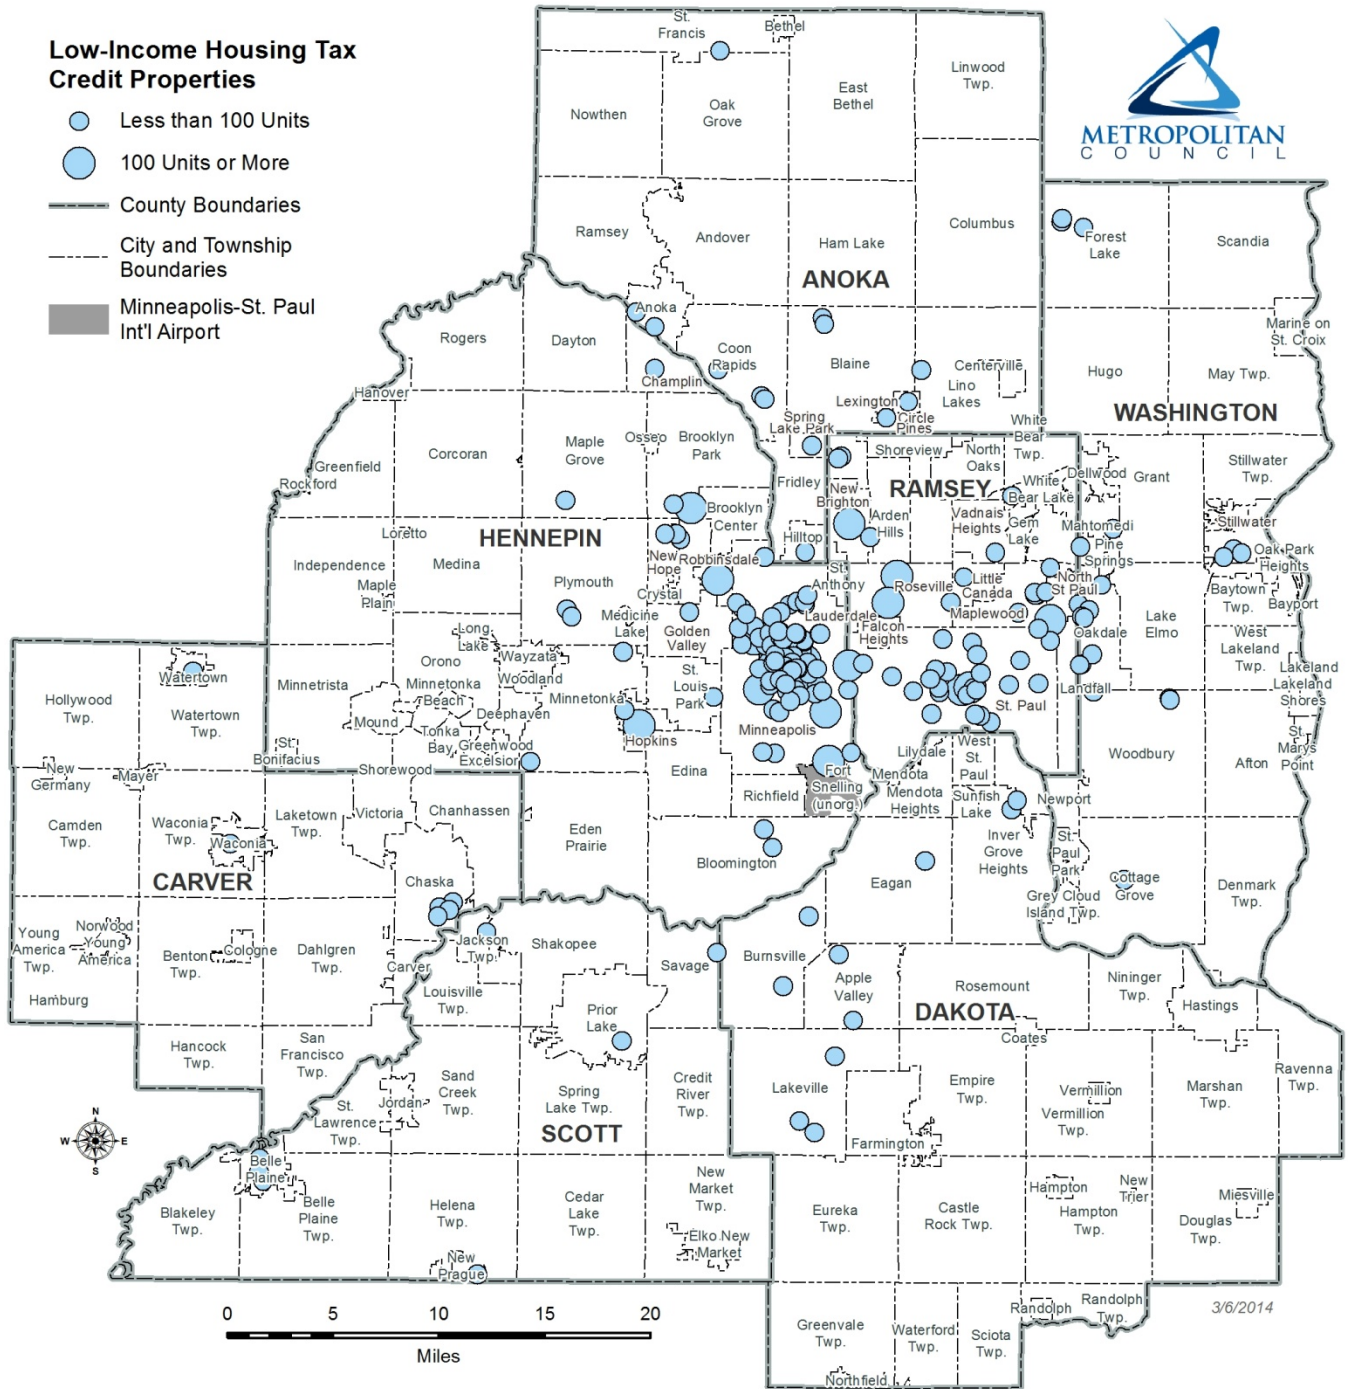 Low-Income Housing Tax
Credit Properties
Less than 100 Units
100 Units or More
County Boundaries
City and Township
Boundaries
Minneapolis-St. Paul
Int'l Airport
METROPOLITAN
COUNCIL
St.
Francis
Bethel
Linwood
Twp.
East
Bethel
Oak
Grove
Nowthen
Ramsey
Andover
Ham Lake
Columbus
ANOKA
Forest
Lake
Scandia
Anoka
Marine on
St. Croix
Rogers
Dayton
Coon
Rapids
Blaine
Centerville
Lino
Lakes
Hugo
May Twp.
Champlin
Hanover
Lexington
Circle
Pines
Spring
Lake Park
WASHINGTON
White
Bear
Twp.
Corcoran
Maple
Grove
Osseo
Brooklyn
Park
Shoreview
North
Oaks
Greenfield
Rockford
Fridley
RAMSEY
White
Bear Lake
Dellwood
Grant
Stillwater
Twp.
New
Brighton
Arden
Hills
Vadnais
Heights
Gem
Lake
Mahtomedi
Stillwater
Brooklyn
Center
HENNEPIN
Hilltop
Loretto
Independence
Medina
Maple
Plain
Plymouth
New
Hope
Robbinsdale
Crystal
St.
Anthony
Roseville
Little
Canada
Pine
Springs
North
St Paul
Oak Park
Heights
Baytown
Twp.
Bayport
Medicine
Lake
Golden
Valley
Lauderdale
Falcon
Heights
Maplewood
Oakdale
Lake
Elmo
West
Lakeland
Twp.
Lakeland
Lakeland
Shores
Long
Lake
Orono
Wayzata
Woodland
Watertown
Hollywood
Twp.
Watertown
Twp.
Minnetrista
Minnetonka
Beach
Minnetonka
St.
Louis
Park
Landfall
St. Paul
Mound
Deephaven
Tonka
Bay
Greenwood
Excelsior
Hopkins
Minneapolis
St.
Marys
Point
St.
Bonifacius
Shorewood
Edina
Lilydale
West
St.
Paul
Woodbury
Afton
New
Germany
Mayer
Fort
Snelling
(unorg.)
Mendota
Mendota
Heights
Sunfish
Lake
Newport
Richfield
Camden
Twp.
Waconia
Twp.
Laketown
Twp.
Victoria
Chanhassen
Eden
Prairie
Waconia
Inver
Grove
Heights
St.
Paul
Park
Bloomington
CARVER
Chaska
Eagan
Cottage
Grove
Grey Cloud
Island Twp.
Denmark
Twp.
Young
America
Twp.
Norwood
Young
America
Benton
Twp.
Cologne
Dahlgren
Twp.
Carver
Jackson
Twp.
Shakopee
Savage
Burnsville
Apple
Valley
Rosemount
Nininger
Twp.
Hastings
Hamburg
Louisville
Twp.
Prior
Lake
DAKOTA
Coates
Hancock
Twp.
San
Francisco
Twp.
Sand
Creek
Twp.
Spring
Lake Twp.
Credit
River
Twp.
Lakeville
Empire
Twp.
Vermillion
Vermillion
Twp.
Marshan
Twp.
Ravenna
Twp.
St.
Lawrence
Twp.
Jordan
SCOTT
Farmington
N
W E
S
Belle
Plaine
Blakeley
Twp.
Belle
Plaine
Twp.
Helena
Twp.
Cedar
Lake
Twp.
New
Market
Twp.
Eureka
Twp.
Castle
Rock Twp.
Hampton
Hampton
Twp.
New
Trier
Douglas
Twp.
Miesville
Elko New
Market
New
Prague
Greenvale
Twp.
Waterford
Twp.
Sciota
Twp.
Randolph
Randolph
Twp.
Northfield
3/6/2014
0 5 10 15 20
Miles